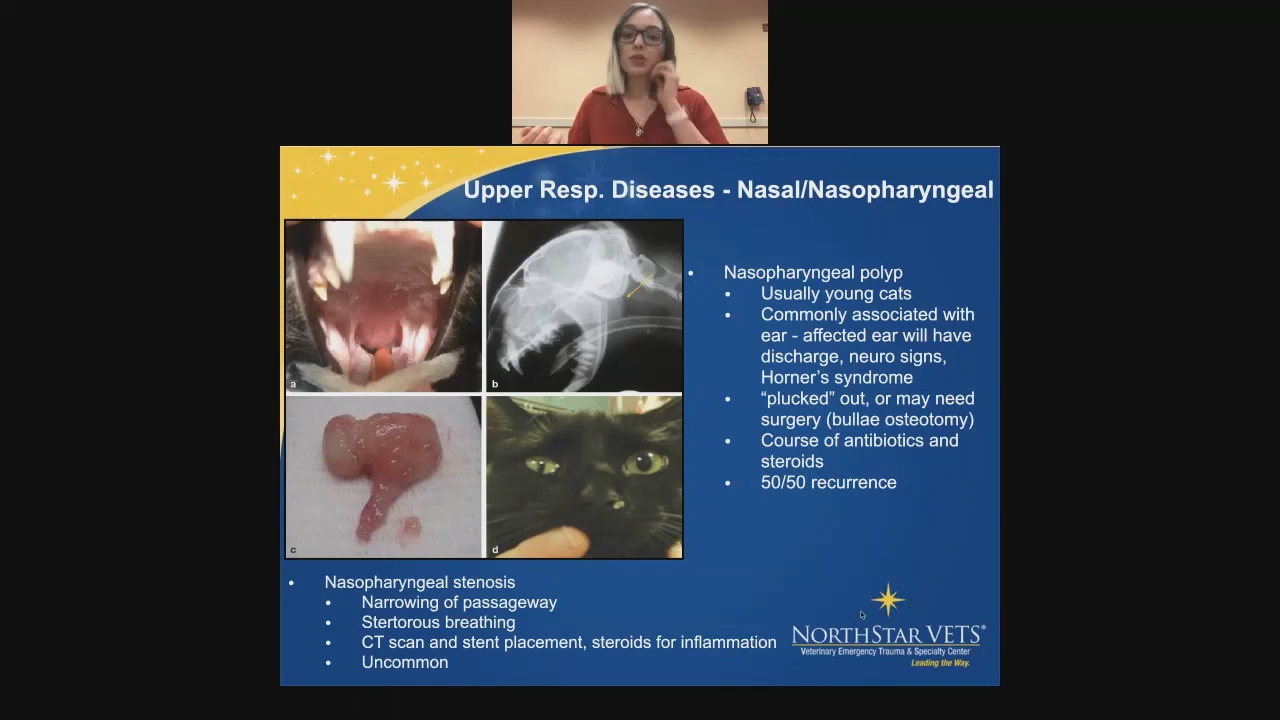 Upper Resp. Diseases - Nasal/Nasopharyngeal
a
b
c
d
• Nasopharyngeal polyp
• Usually young cats
• Commonly associated with
ear - affected ear will have
discharge, neuro signs,
Horner's syndrome
• “plucked” out, or may need
surgery (bullae osteotomy)
• Course of antibiotics and
steroids
• 50/50 recurrence
• Nasopharyngeal stenosis
• Narrowing of passageway
• Stertorous breathing
• CT scan and stent placement, steroids for inflammation
• Uncommon
NORTHSTAR VETS®
Veterinary Emergency Trauma & Specialty Center
Leading the Way.